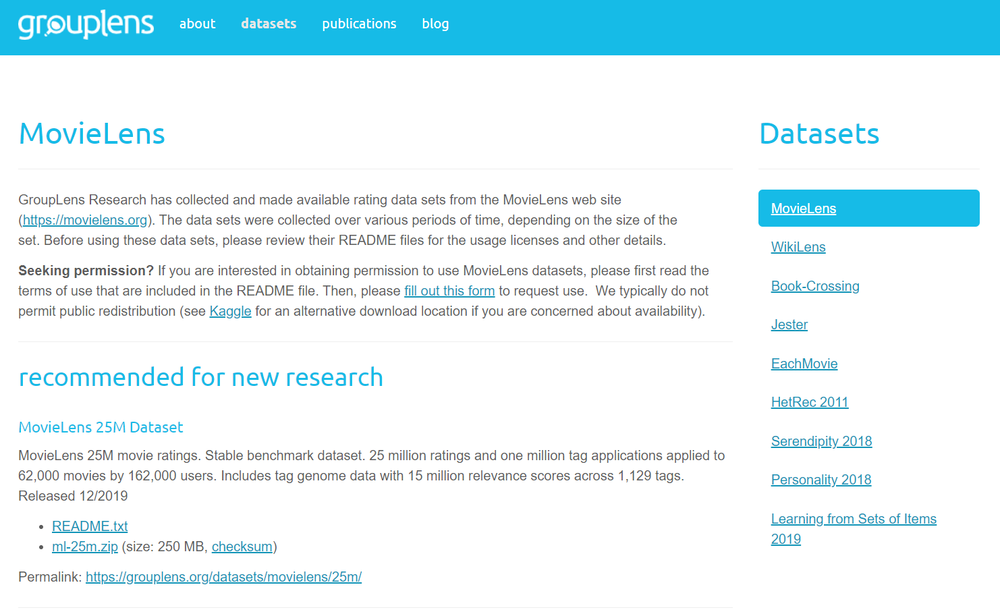 grouplens about datasets publications blog
MovieLens
GroupLens Research has collected and made available rating data sets from the MovieLens web site
(https://movielens.org). The data sets were collected over various periods of time, depending on the size of the
set. Before using these data sets, please review their README files for the usage licenses and other details.
Seeking permission? If you are interested in obtaining permission to use MovieLens datasets, please first read the
terms of use that are included in the README file. Then, please fill out this form to request use.  We typically do not
permit public redistribution (see Kaggle for an alternative download location if you are concerned about availability).
recommended for new research
MovieLens 25M Dataset
MovieLens 25M movie ratings. Stable benchmark dataset. 25 million ratings and one million tag applications applied to
62,000 movies by 162,000 users. Includes tag genome data with 15 million relevance scores across 1,129 tags.
Released 12/2019
• README.txt
• ml-25m.zip (size: 250 MB, checksum)
Permalink: https://grouplens.org/datasets/movielens/25m/
Datasets
MovieLens
WikiLens
Book-Crossing
Jester
EachMovie
HetRec 2011
Serendipity 2018
Personality 2018
Learning from Sets of Items
2019